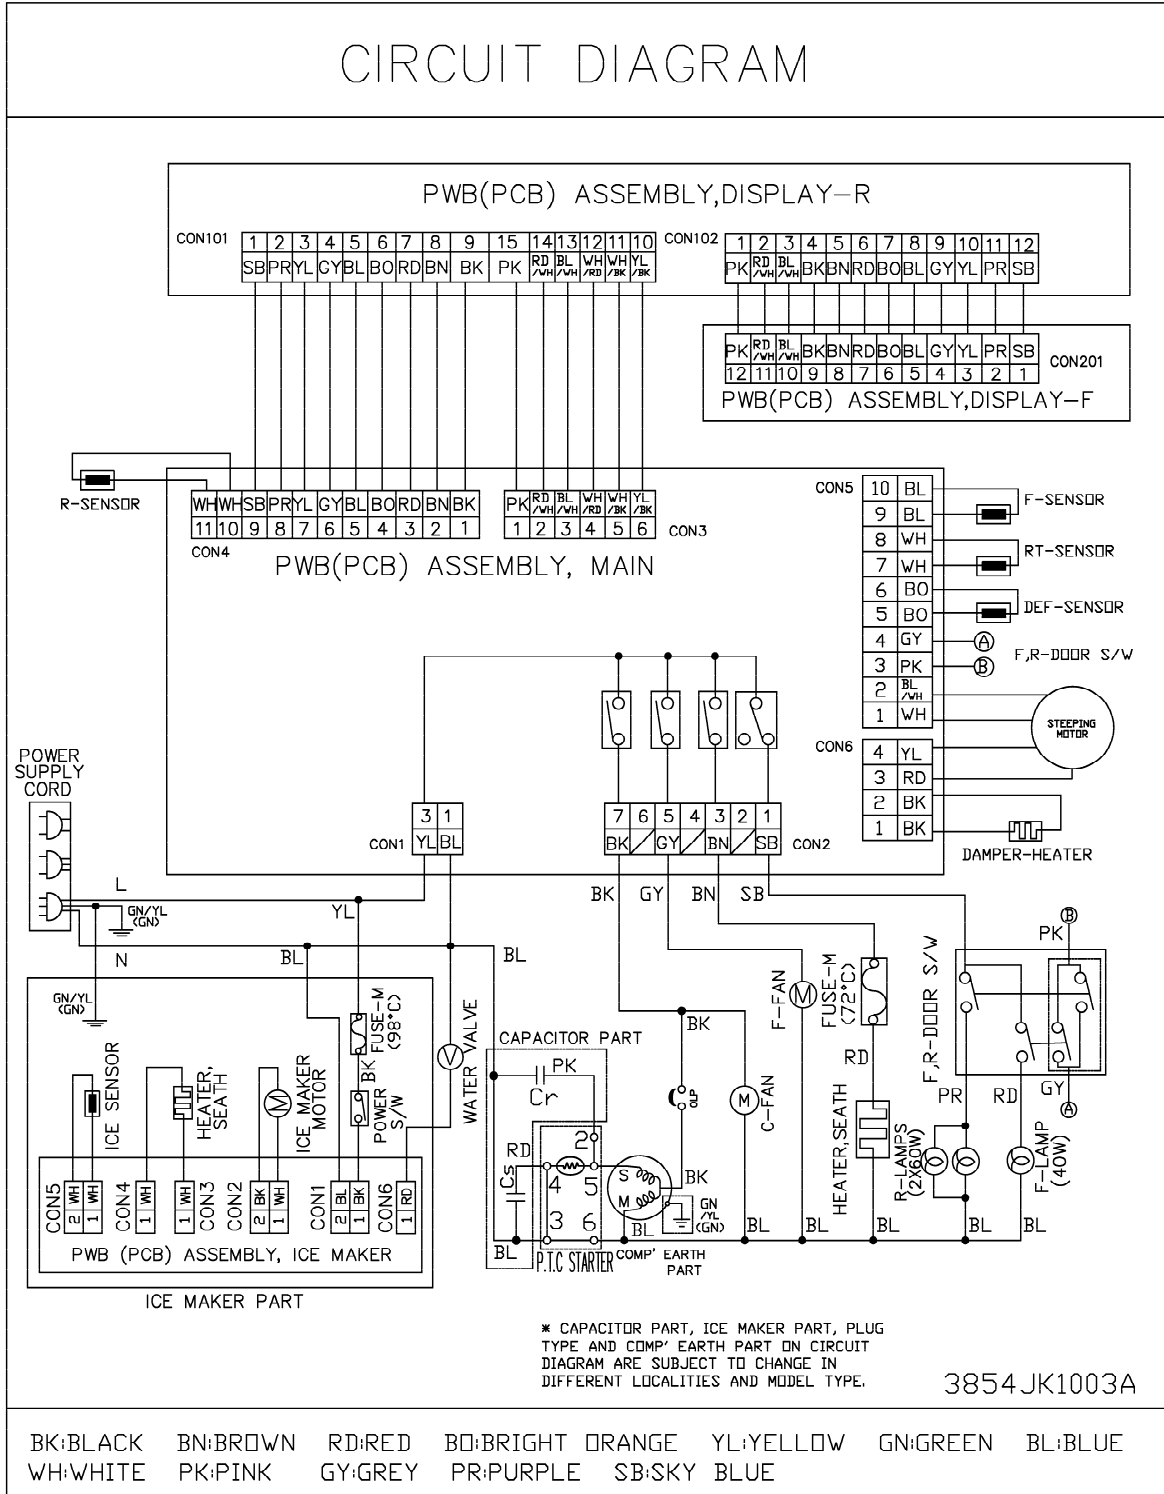 CIRCUIT DIAGRAM
PWB(PCB) ASSEMBLY,DISPLAY-R
CON101
1 2 3 4 5 6 7 8 9 15 14 13 12 11 10
SB PR YL GY BL BO RD BN BK PK RD/WH BL/WH WH/RD WH/BK YL/BK
CON102
1 2 3 4 5 6 7 8 9 10 11 12
PK RD/WH BL/WH BK BN RD BO BL GY YL PR SB
PK RD/WH BL/WH BK BN RD BO BL GY YL PR SB
12 11 10 9 8 7 6 5 4 3 2 1
CON201
PWB(PCB) ASSEMBLY,DISPLAY-F
R-SENSOR
WH WH SB PR YL GY BL BO RD BN BK
11 10 9 8 7 6 5 4 3 2 1
CON4
PK RD/WH BL/WH WH/RD WH/BK YL/BK
1 2 3 4 5 6
CON3
PWB(PCB) ASSEMBLY, MAIN
CON5
10 BL
9 BL
8 WH
7 WH
6 BO
5 BO
4 GY
3 PK
2 BL/WH
1 WH
F-SENSOR
RT-SENSOR
DEF-SENSOR
A
B
F,R-DOOR S/W
STEEPING
MOTOR
CON6
4 YL
3 RD
2 BK
1 BK
DAMPER-HEATER
POWER
SUPPLY
CORD
CON1
3 1
YL BL
7 6 5 4 3 2 1
BK GY BN SB
CON2
L
GN/YL
(GN)
N
YL
BL
BL
BK GY BN SB
GN/YL
(GN)
FUSE-M
(98°C)
BK
POWER
S/W
V
WATER VALVE
ICE SENSOR
HEATER,
SEATH
M
ICE MAKER
MOTOR
CON5
2 WH
1 WH
CON4
1 WH
1 WH
CON3
CON2
2 BK
1 WH
CON1
2 BL
1 BK
CON6
1 RD
PWB (PCB) ASSEMBLY, ICE MAKER
ICE MAKER PART
CAPACITOR PART
PK
Cr
RD
Cs
BL
2
4 5
3 6
P.T.C STARTER
S
M
BL
BK
OLP
BK
GN
/YL
(GN)
COMP' EARTH
PART
M
C-FAN
BL
M
F-FAN
BL
FUSE-M
(72°C)
RD
HEATER,SEATH
BL
F,R-DOOR S/W
B
PK
GY
A
PR
RD
R-LAMPS
(2X60W)
F-LAMP
(40W)
BL
BL
* CAPACITOR PART, ICE MAKER PART, PLUG
TYPE AND COMP' EARTH PART ON CIRCUIT
DIAGRAM ARE SUBJECT TO CHANGE IN
DIFFERENT LOCALITIES AND MODEL TYPE.
3854JK1003A
BK:BLACK BN:BROWN RD:RED BO:BRIGHT ORANGE YL:YELLOW GN:GREEN BL:BLUE
WH:WHITE PK:PINK GY:GREY PR:PURPLE SB:SKY BLUE